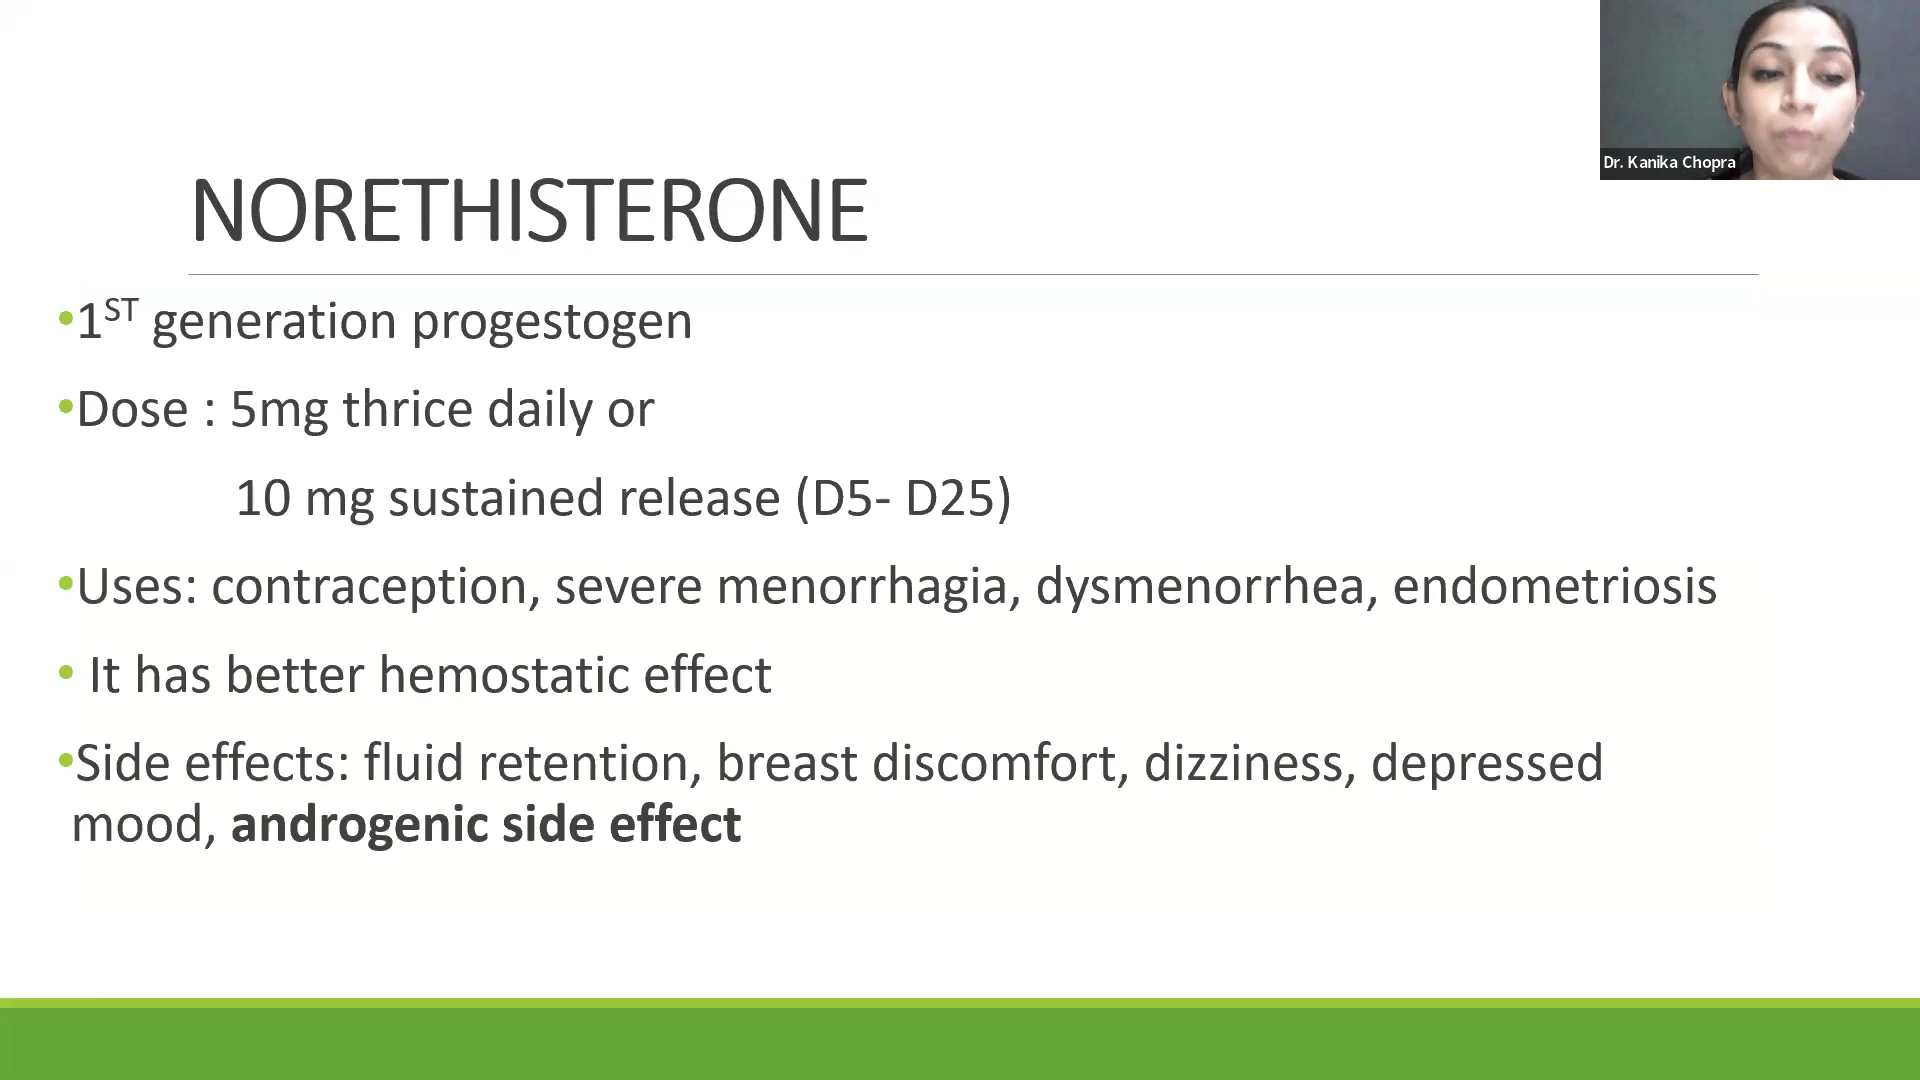 Dr. Kanika Chopra
NORETHISTERONE
•1ST generation progestogen
•Dose : 5mg thrice daily or
10 mg sustained release (D5- D25)
•Uses: contraception, severe menorrhagia, dysmenorrhea, endometriosis
• It has better hemostatic effect
•Side effects: fluid retention, breast discomfort, dizziness, depressed
mood, androgenic side effect